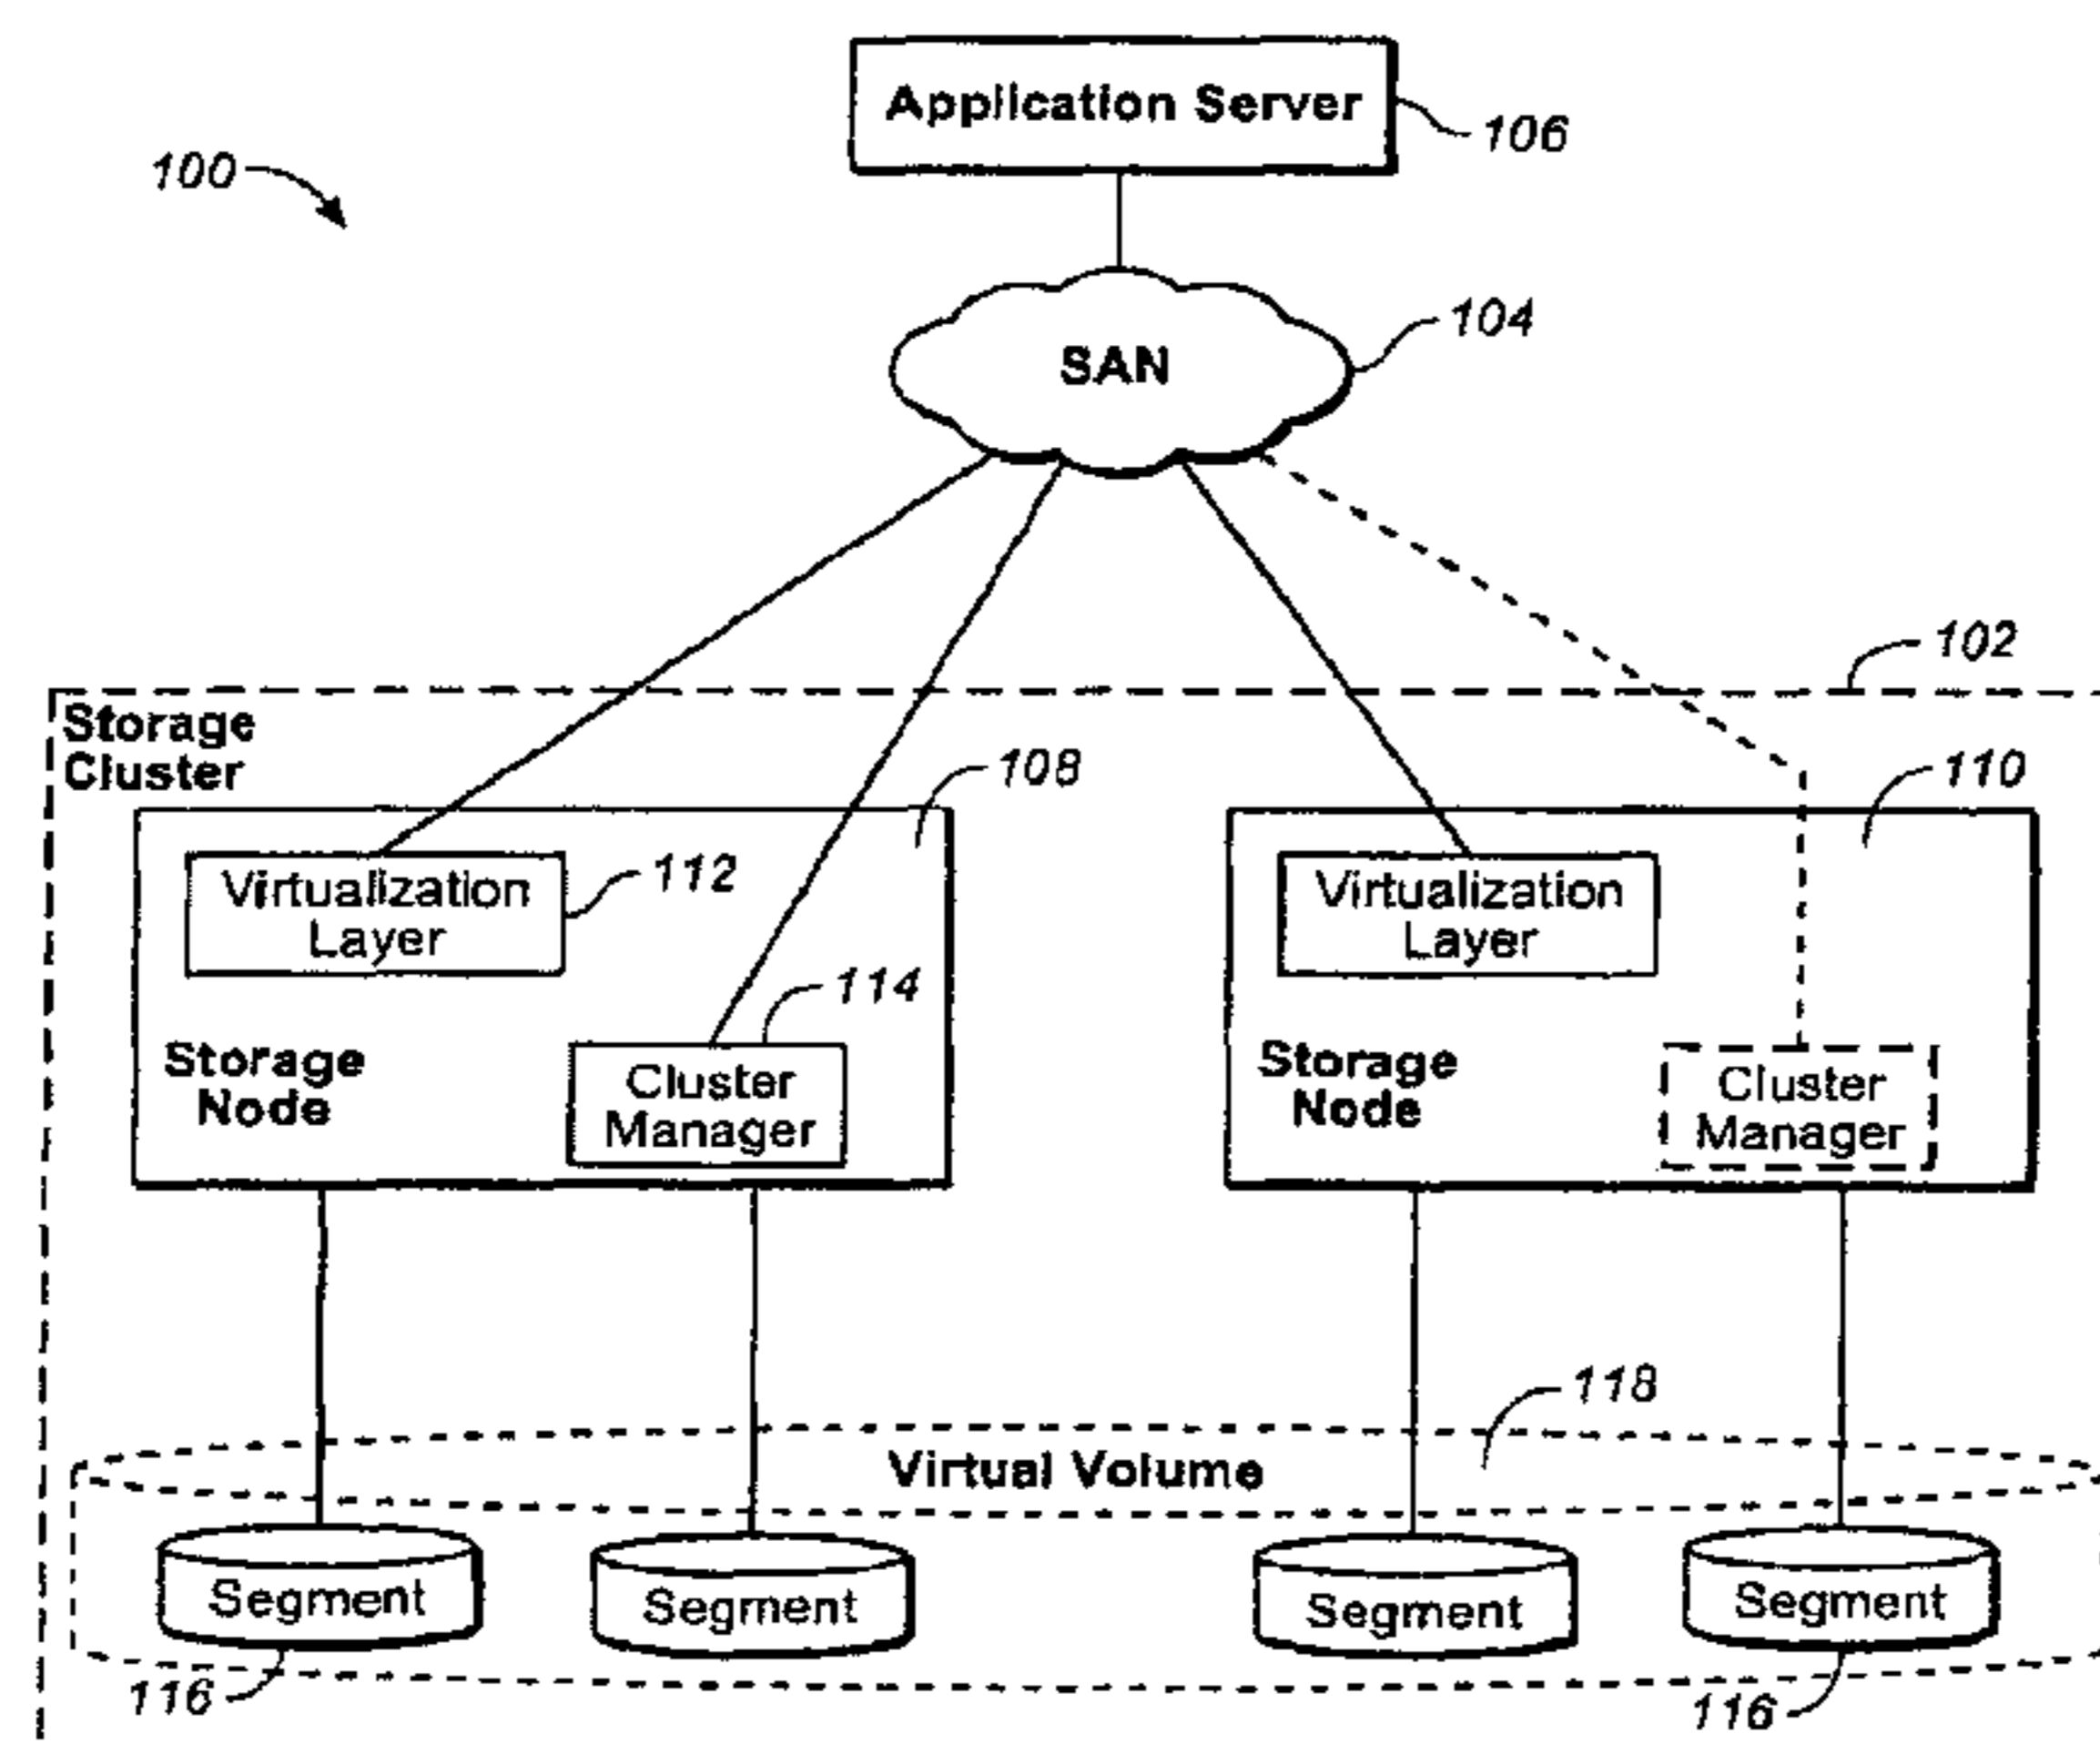 Application Server
106
100
104
SAN
102
Storage
Cluster
108
110
Virtualization
Layer
112
Virtualization
Layer
114
Storage
Node
Cluster
Manager
Storage
Node
Cluster
Manager
118
Virtual Volume
Segment
Segment
Segment
Segment
116
116